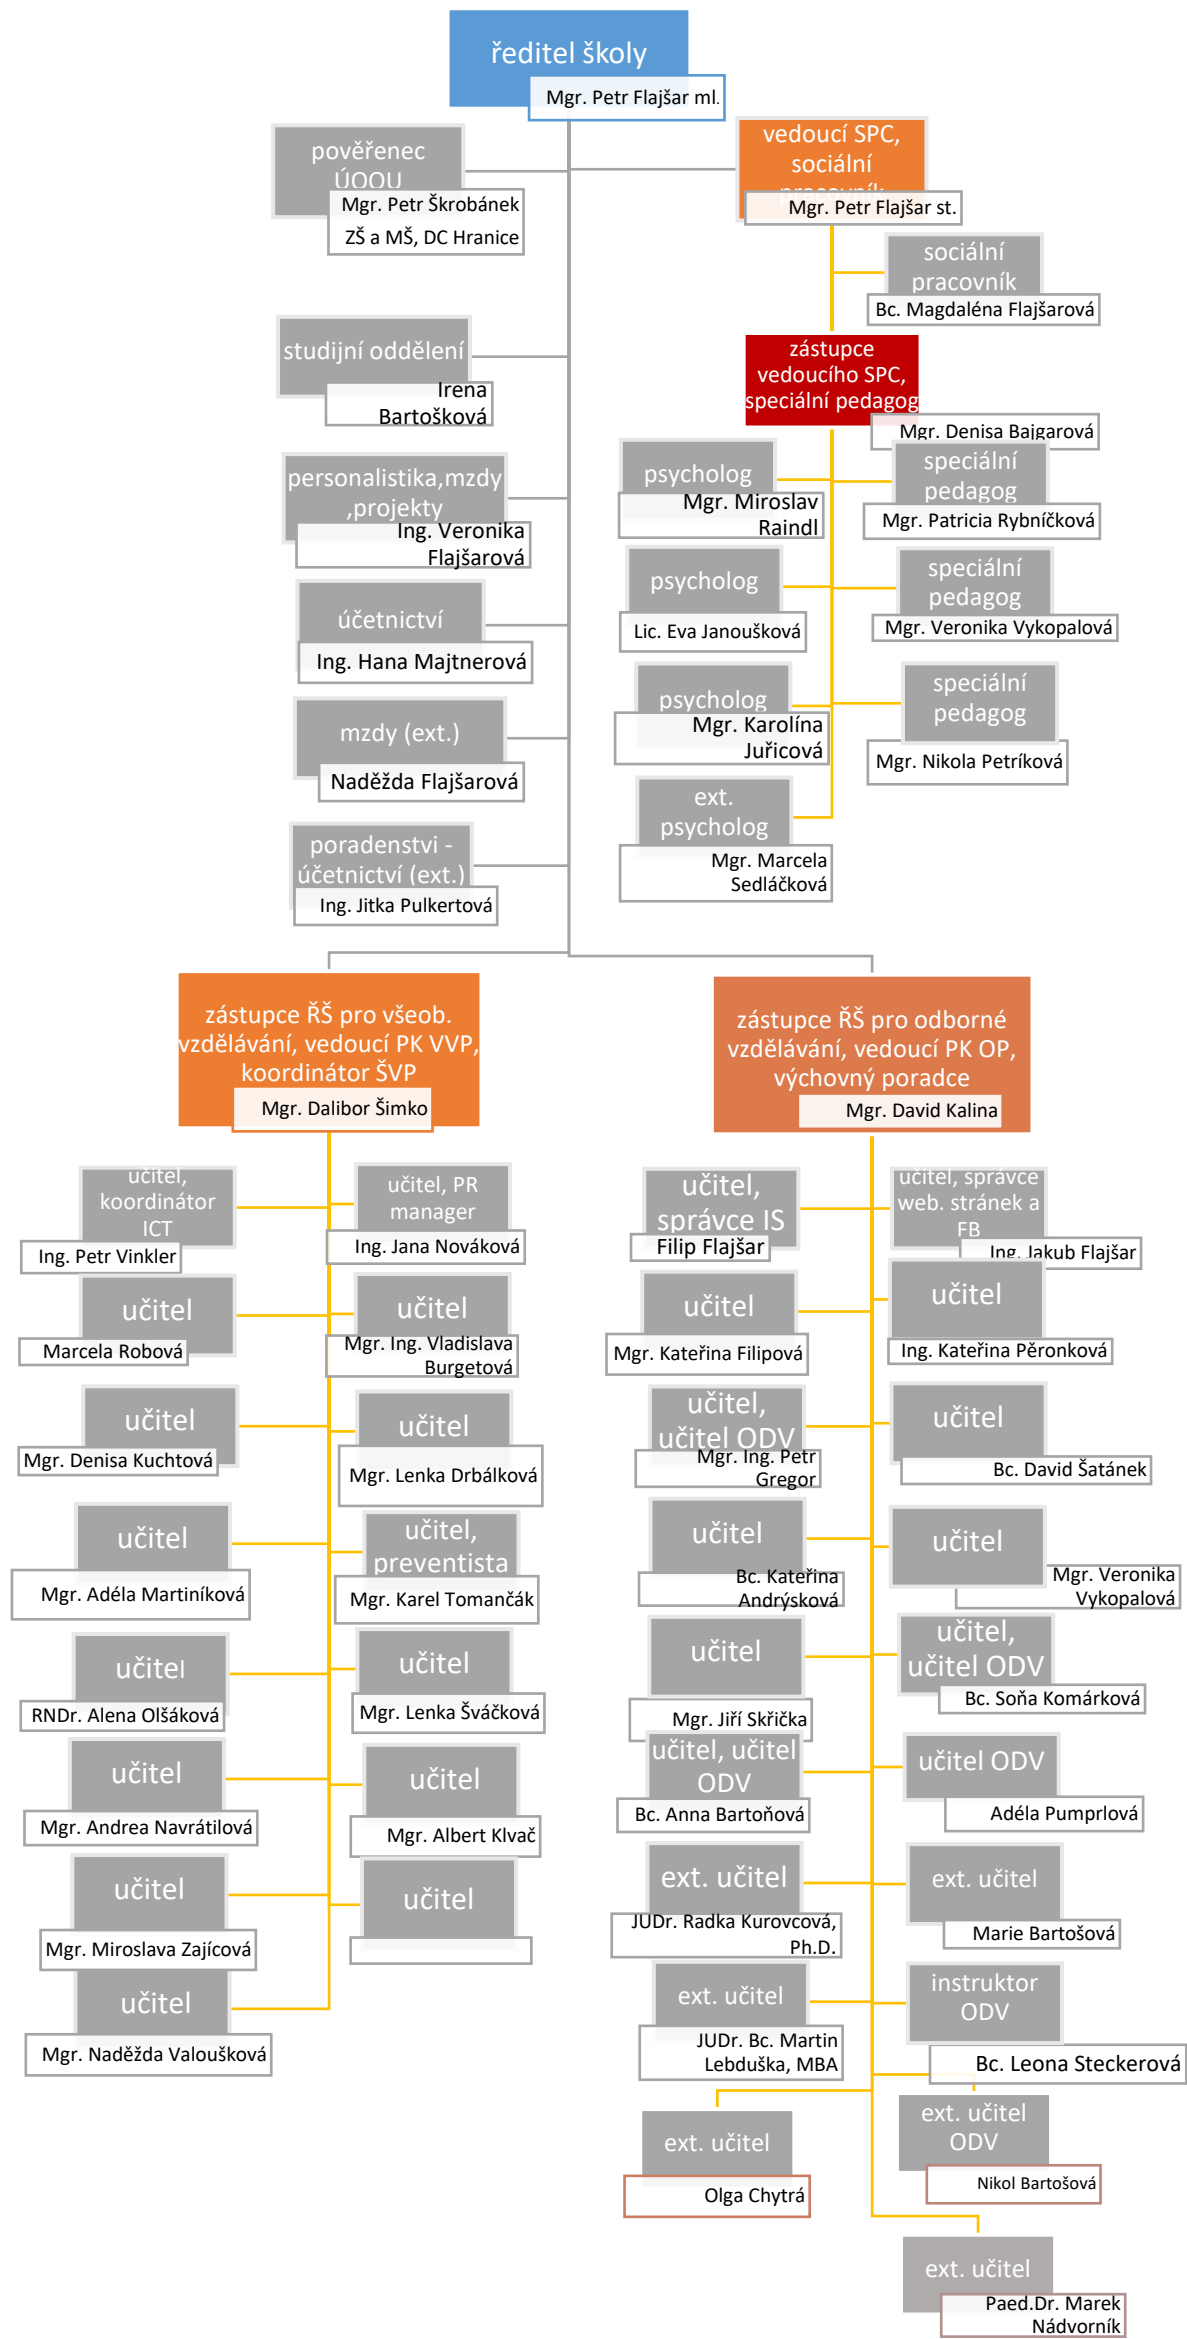 ředitel školy
Mgr. Petr Flajšar ml.
pověřenec
ÚOOU
Mgr. Petr Škrobánek
ZŠ a MŠ, DC Hranice
vedoucí SPC,
sociální
pracovník
Mgr. Petr Flajšar st.
sociální
pracovník
Bc. Magdaléna Flajšarová
studijní oddělení
Irena
Bartošková
zástupce
vedoucího SPC,
speciální pedagog
Mgr. Denisa Bajgarová
personalistika,mzdy
,projekty
Ing. Veronika
Flajšarová
psycholog
Mgr. Miroslav
Raindl
speciální
pedagog
Mgr. Patricia Rybníčková
psycholog
Lic. Eva Janoušková
speciální
pedagog
Mgr. Veronika Vykopalová
účetnictví
Ing. Hana Majtnerová
psycholog
Mgr. Karolína
Juřicová
speciální
pedagog
Mgr. Nikola Petríková
mzdy (ext.)
Naděžda Flajšarová
ext.
psycholog
Mgr. Marcela
Sedláčková
poradenstvi -
účetnictví (ext.)
Ing. Jitka Pulkertová
zástupce ŘŠ pro všeob.
vzdělávání, vedoucí PK VVP,
koordinátor ŠVP
Mgr. Dalibor Šimko
zástupce ŘŠ pro odborné
vzdělávání, vedoucí PK OP,
výchovný poradce
Mgr. David Kalina
učitel,
koordinátor
ICT
Ing. Petr Vinkler
učitel, PR
manager
Ing. Jana Nováková
učitel
Marcela Robová
učitel
Mgr. Ing. Vladislava
Burgetová
učitel
Mgr. Denisa Kuchtová
učitel
Mgr. Lenka Drbálková
učitel
Mgr. Adéla Martiníková
učitel,
preventista
Mgr. Karel Tomančák
učitel
RNDr. Alena Olšáková
učitel
Mgr. Lenka Šváčková
učitel
Mgr. Andrea Navrátilová
učitel
Mgr. Albert Klvač
učitel
Mgr. Miroslava Zajícová
učitel
učitel
Mgr. Naděžda Valoušková
učitel,
správce IS
Filip Flajšar
učitel, správce
web. stránek a
FB
Ing. Jakub Flajšar
učitel
Mgr. Kateřina Filipová
učitel
Ing. Kateřina Pěronková
učitel,
učitel ODV
Mgr. Ing. Petr
Gregor
učitel
Bc. David Šatánek
učitel
Bc. Kateřina
Andrýsková
učitel
Mgr. Veronika
Vykopalová
učitel
Mgr. Jiří Skřička
učitel,
učitel ODV
Bc. Soňa Komárková
učitel, učitel
ODV
Bc. Anna Bartoňová
učitel ODV
Adéla Pumprlová
ext. učitel
JUDr. Radka Kurovcová,
Ph.D.
ext. učitel
Marie Bartošová
ext. učitel
JUDr. Bc. Martin
Lebduška, MBA
instruktor
ODV
Bc. Leona Steckerová
ext. učitel
Olga Chytrá
ext. učitel
ODV
Nikol Bartošová
ext. učitel
Paed.Dr. Marek
Nádvorník